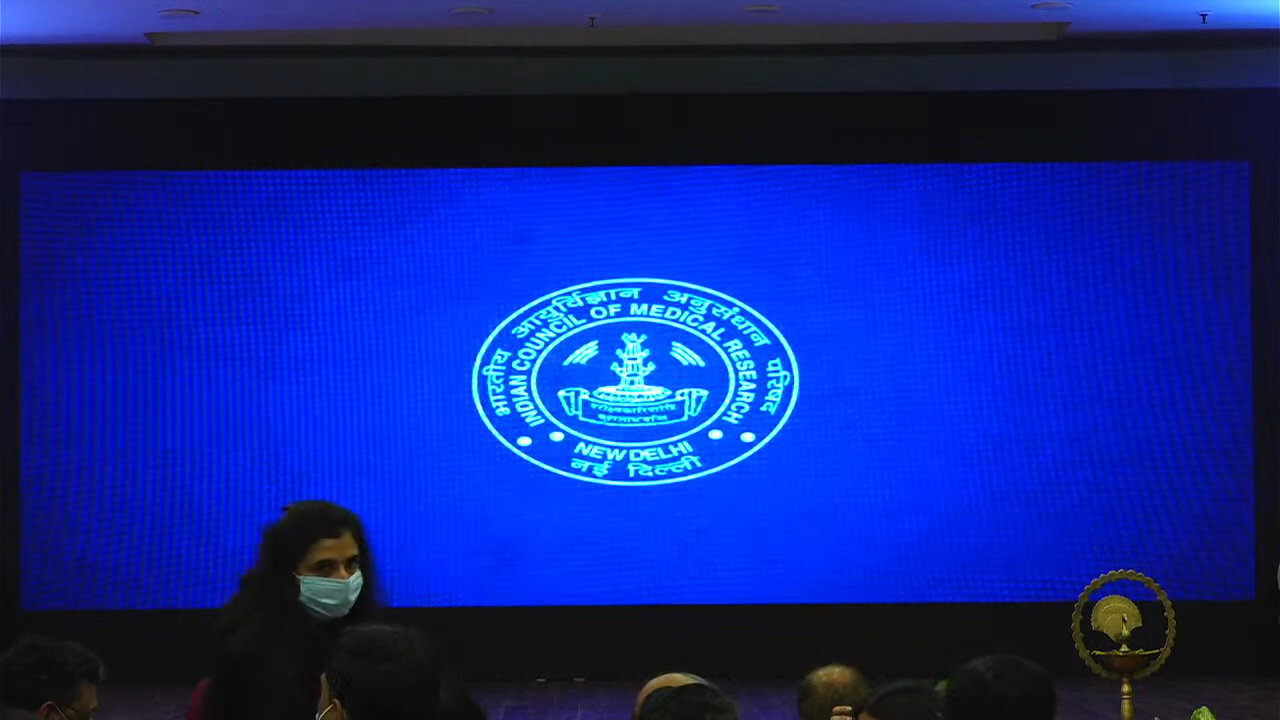 भारतीय आयुर्विज्ञान अनुसंधान परिषद
INDIAN COUNCIL OF MEDICAL RESEARCH
NEW DELHI
नई दिल्ली